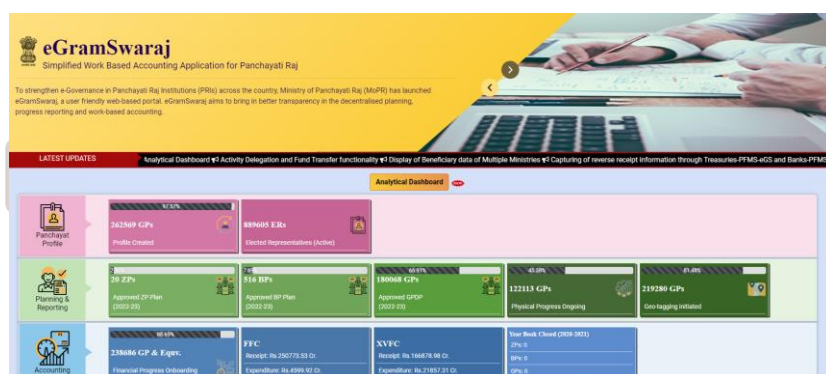 eGramSwaraj
Simplified Work Based Accounting Application for Panchayati Raj
To strengthen e-Governance in Panchayati Raj Institutions (PRIs) across the country, Ministry of Panchayati Raj (MoPR) has launched
eGramSwaraj, a user friendly web-based portal. eGramSwaraj aims to bring in better transparency in the decentralised planning,
progress reporting and work-based accounting.
LATEST UPDATES
Analytical Dashboard Activity Delegation and Fund Transfer functionality Display of Beneficiary data of Multiple Ministries Capturing of reverse receipt information through Treasuries-PFMS-eGS and Banks-PFMS
Analytical Dashboard
Panchayat
Profile
262569 GPs
Profile Created
889605 ERs
Elected Representatives (Active)
Planning &
Reporting
20 ZPs
Approved ZP Plan
(2022-23)
516 BPs
Approved BP Plan
(2022-23)
180068 GPs
Approved GPDP
(2022-23)
122113 GPs
Physical Progress Ongoing
219280 GPs
Geo-tagging Initiated
Accounting
238686 GP & Eqvt.
Financial Progress Onboarding
FFC
Receipt: Rs.250773.53 Cr.
Expenditure: Rs.4599.92 Cr.
XVFC
Receipt: Rs.166878.98 Cr.
Expenditure: Rs.21857.31 Cr.
Year Book Closed (2020-2021)
ZPs: 0
BPs: 0
GPs: 0